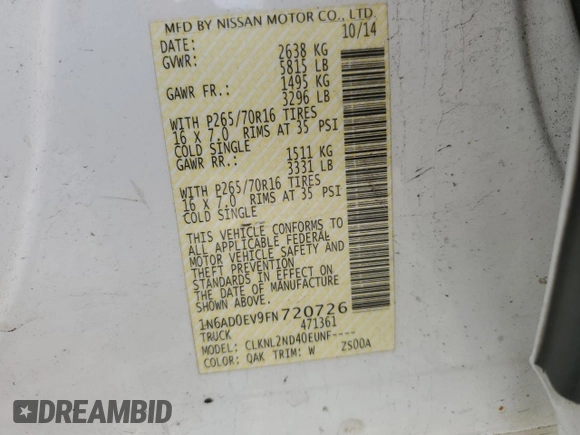 MFD BY NISSAN MOTOR CO., LTD.
DATE: 10/14
GVWR: 2638 KG
5815 LB
GAWR FR.: 1495 KG
3296 LB
WITH P265/70R16 TIRES
16 X 7.0 RIMS AT 35 PSI
COLD SINGLE
GAWR RR.: 1511 KG
3331 LB
WITH P265/70R16 TIRES
16 X 7.0 RIMS AT 35 PSI
COLD SINGLE
THIS VEHICLE CONFORMS TO
ALL APPLICABLE FEDERAL
MOTOR VEHICLE SAFETY AND
THEFT PREVENTION
STANDARDS IN EFFECT ON
THE DATE OF MANUFACTURE
SHOWN ABOVE.
1N6AD0EV9FN720726
TRUCK 471361
MODEL: CLKNL2ND40EUNF----
COLOR: QAK TRIM: W ZS00A
DREAMBID